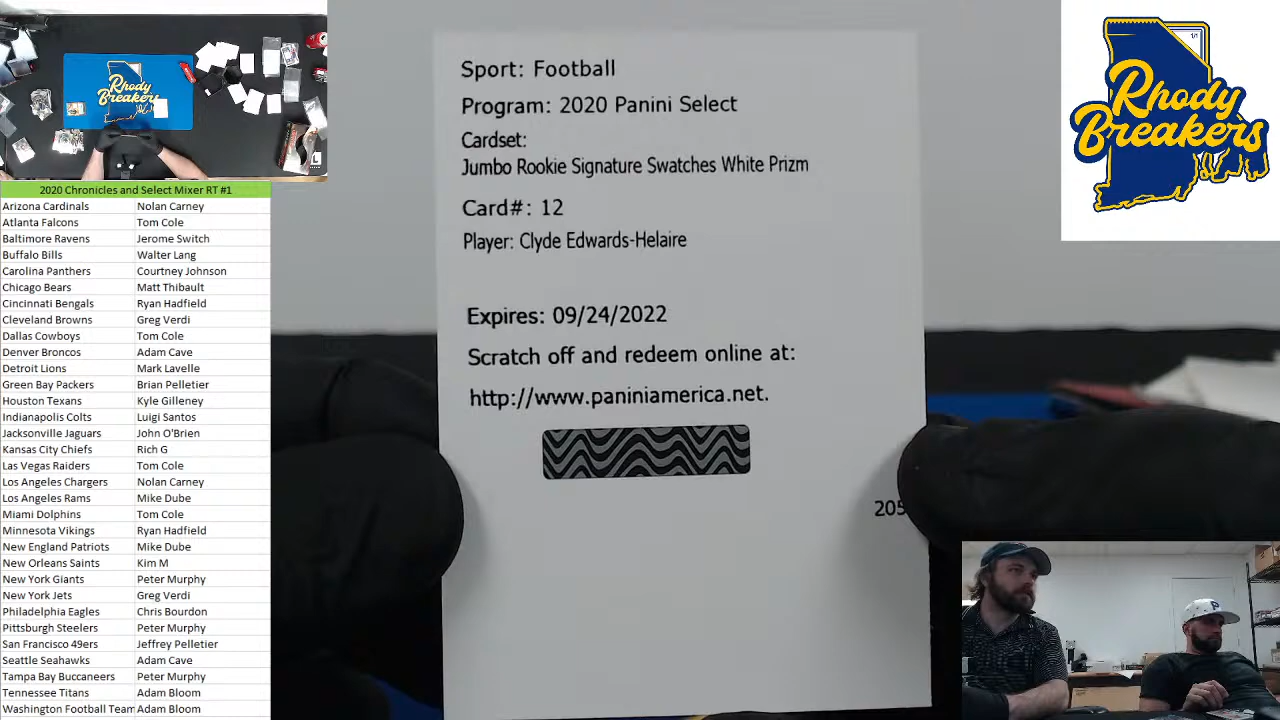 Sport: Football
Program: 2020 Panini Select
Cardset:
Jumbo Rookie Signature Swatches White Prizm
Card#: 12
Player: Clyde Edwards-Helaire
Expires: 09/24/2022
Scratch off and redeem online at:
http://www.paniniamerica.net.
205
Rhody
Breakers
Rhody
Breakers
1/1
2020 Chronicles and Select Mixer RT #1
Arizona Cardinals Nolan Carney
Atlanta Falcons Tom Cole
Baltimore Ravens Jerome Switch
Buffalo Bills Walter Lang
Carolina Panthers Courtney Johnson
Chicago Bears Matt Thibault
Cincinnati Bengals Ryan Hadfield
Cleveland Browns Greg Verdi
Dallas Cowboys Tom Cole
Denver Broncos Adam Cave
Detroit Lions Mark Lavelle
Green Bay Packers Brian Pelletier
Houston Texans Kyle Gilleney
Indianapolis Colts Luigi Santos
Jacksonville Jaguars John O'Brien
Kansas City Chiefs Rich G
Las Vegas Raiders Tom Cole
Los Angeles Chargers Nolan Carney
Los Angeles Rams Mike Dube
Miami Dolphins Tom Cole
Minnesota Vikings Ryan Hadfield
New England Patriots Mike Dube
New Orleans Saints Kim M
New York Giants Peter Murphy
New York Jets Greg Verdi
Philadelphia Eagles Chris Bourdon
Pittsburgh Steelers Peter Murphy
San Francisco 49ers Jeffrey Pelletier
Seattle Seahawks Adam Cave
Tampa Bay Buccaneers Peter Murphy
Tennessee Titans Adam Bloom
Washington Football Team Adam Bloom